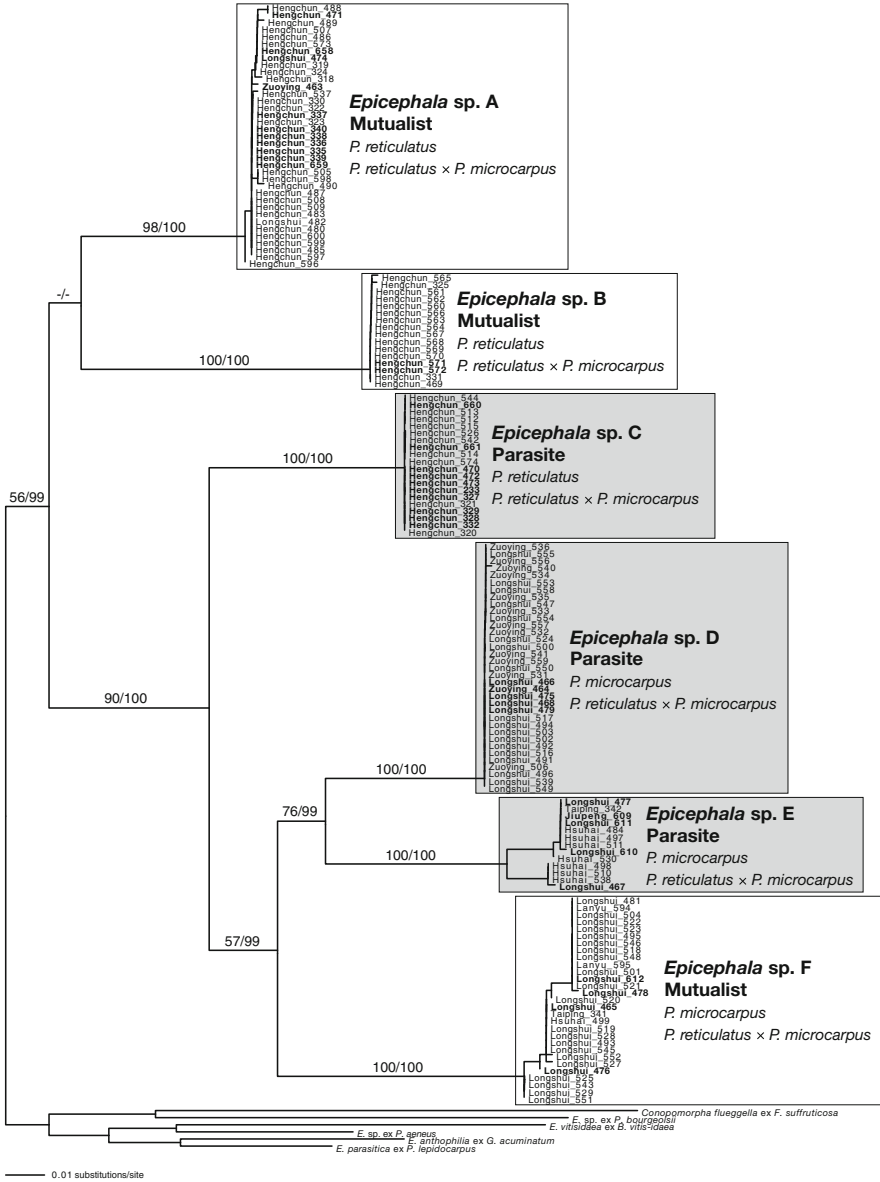 Hengchun_488
Hengchun_471
Hengchun_489
Hengchun_507
Hengchun_486
Hengchun_573
Hengchun_658
Longshui_474
Hengchun_319
Hengchun_324
Hengchun_318
Zuoying_463
Hengchun_537
Hengchun_330
Hengchun_322
Hengchun_337
Hengchun_323
Hengchun_340
Hengchun_338
Hengchun_336
Hengchun_335
Hengchun_339
Hengchun_659
Hengchun_505
Hengchun_598
Hengchun_490
Hengchun_487
Hengchun_508
Hengchun_509
Hengchun_483
Longshui_482
Hengchun_480
Hengchun_600
Hengchun_599
Hengchun_485
Hengchun_597
Hengchun_596
Epicephala sp. A
Mutualist
P. reticulatus
P. reticulatus × P. microcarpus
98/100
-/-
Hengchun_565
Hengchun_325
Hengchun_561
Hengchun_562
Hengchun_560
Hengchun_566
Hengchun_563
Hengchun_564
Hengchun_567
Hengchun_568
Hengchun_569
Hengchun_570
Hengchun_571
Hengchun_572
Hengchun_331
Hengchun_469
Epicephala sp. B
Mutualist
P. reticulatus
P. reticulatus × P. microcarpus
100/100
Hengchun_544
Hengchun_660
Hengchun_513
Hengchun_512
Hengchun_515
Hengchun_526
Hengchun_542
Hengchun_661
Hengchun_514
Hengchun_574
Hengchun_470
Hengchun_472
Hengchun_473
Hengchun_233
Hengchun_327
Hengchun_321
Hengchun_329
Hengchun_328
Hengchun_332
Hengchun_320
Epicephala sp. C
Parasite
P. reticulatus
P. reticulatus × P. microcarpus
100/100
56/99
Zuoying_536
Longshui_555
Zuoying_556
Zuoying_540
Zuoying_534
Longshui_553
Longshui_558
Zuoying_535
Longshui_547
Zuoying_533
Longshui_554
Zuoying_557
Zuoying_532
Longshui_524
Longshui_500
Zuoying_541
Zuoying_559
Longshui_550
Zuoying_531
Longshui_466
Zuoying_464
Longshui_475
Longshui_468
Longshui_479
Longshui_517
Longshui_494
Longshui_503
Longshui_502
Longshui_492
Longshui_516
Longshui_491
Zuoying_506
Longshui_496
Longshui_539
Longshui_549
Epicephala sp. D
Parasite
P. microcarpus
P. reticulatus × P. microcarpus
90/100
100/100
76/99
Longshui_477
Taiping_342
Jiupeng_609
Longshui_611
Hsuhai_484
Hsuhai_497
Hsuhai_511
Longshui_610
Hsuhai_530
Hsuhai_498
Hsuhai_510
Hsuhai_538
Longshui_467
Epicephala sp. E
Parasite
P. microcarpus
P. reticulatus × P. microcarpus
100/100
57/99
Longshui_481
Lanyu_594
Longshui_504
Longshui_522
Longshui_523
Longshui_495
Longshui_546
Longshui_518
Longshui_548
Lanyu_595
Longshui_501
Longshui_612
Longshui_521
Longshui_478
Longshui_520
Longshui_465
Taiping_341
Hsuhai_499
Longshui_519
Longshui_528
Longshui_493
Longshui_545
Longshui_552
Longshui_527
Longshui_476
Longshui_525
Longshui_543
Longshui_529
Longshui_551
Epicephala sp. F
Mutualist
P. microcarpus
P. reticulatus × P. microcarpus
100/100
Conopomorpha flueggella ex F. suffruticosa
E. sp. ex P. bourgeoisii
E. vitisidaea ex B. vitis-idaea
E. sp. ex P. aeneus
E. anthophilia ex G. acuminatum
E. parasitica ex P. lepidocarpus
0.01 substitutions/site